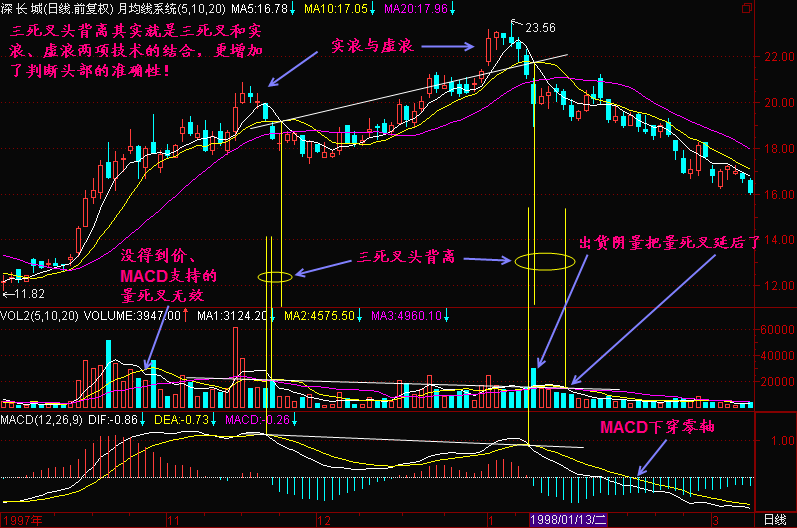 深 长 城(日线.前复权) 月均线系统(5,10,20) MA5:16.78↓ MA10:17.05↓ MA20:17.96↓
三死叉头背离其实就是三死叉和实
浪、虚浪两项技术的结合，更增加
了判断头部的准确性！
实浪与虚浪
23.56
22.00
20.00
18.00
16.00
14.00
12.00
没得到价、
MACD支持的
量死叉无效
三死叉头背离
出货阴量把量死叉延后了
11.82
VOL2(5,10,20) VOLUME:3947.00↑ MA1:3124.20↓ MA2:4575.50↓ MA3:4960.10↓
60000
40000
20000
MACD(12,26,9) DIF:-0.86↓ DEA:-0.73↓ MACD:-0.26↓
MACD下穿零轴
1.00
1997年 11 12 1 1998/01/13/二 3 日线